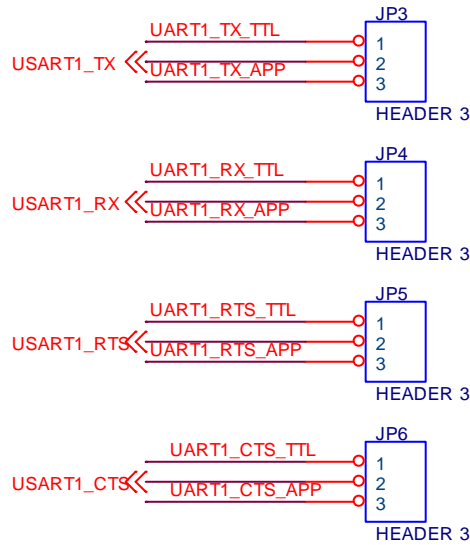 JP3
UART1_TX_TTL
1
USART1_TX
2
UART1_TX_APP
3
HEADER 3
JP4
UART1_RX_TTL
1
USART1_RX
2
UART1_RX_APP
3
HEADER 3
JP5
UART1_RTS_TTL
1
USART1_RTS
2
UART1_RTS_APP
3
HEADER 3
JP6
UART1_CTS_TTL
1
USART1_CTS
2
UART1_CTS_APP
3
HEADER 3